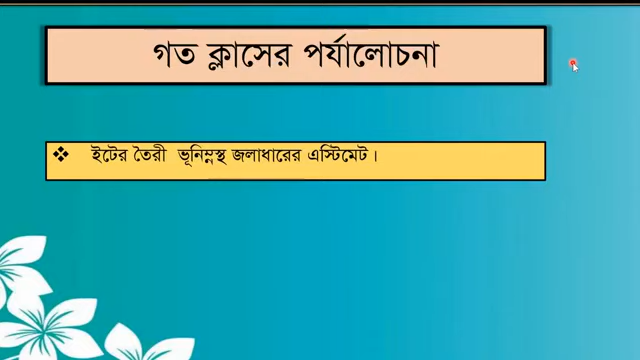 গত ক্লাসের পর্যালোচনা
❖ ইটের তৈরী ভূনিম্নস্থ জলাধারের এস্টিমেট।